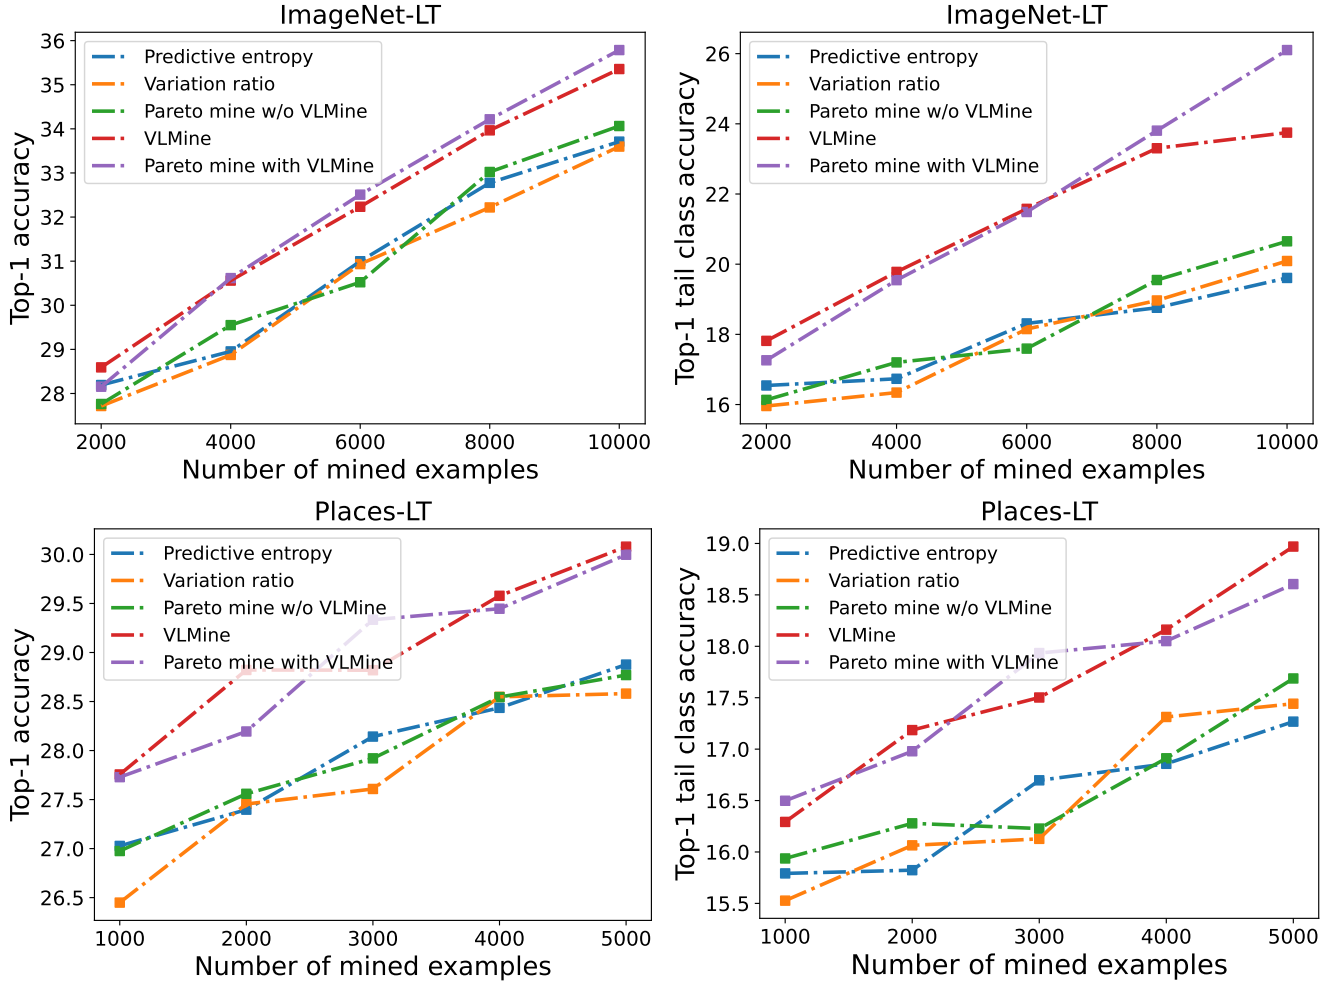 ImageNet-LT
36
35
34
33
32
31
30
29
28
Top-1 accuracy
Predictive entropy
Variation ratio
Pareto mine w/o VLMine
VLMine
Pareto mine with VLMine
2000 4000 6000 8000 10000
Number of mined examples
ImageNet-LT
26
24
22
20
18
16
Top-1 tail class accuracy
Predictive entropy
Variation ratio
Pareto mine w/o VLMine
VLMine
Pareto mine with VLMine
2000 4000 6000 8000 10000
Number of mined examples
Places-LT
30.0
29.5
29.0
28.5
28.0
27.5
27.0
26.5
Top-1 accuracy
Predictive entropy
Variation ratio
Pareto mine w/o VLMine
VLMine
Pareto mine with VLMine
1000 2000 3000 4000 5000
Number of mined examples
Places-LT
19.0
18.5
18.0
17.5
17.0
16.5
16.0
15.5
Top-1 tail class accuracy
Predictive entropy
Variation ratio
Pareto mine w/o VLMine
VLMine
Pareto mine with VLMine
1000 2000 3000 4000 5000
Number of mined examples